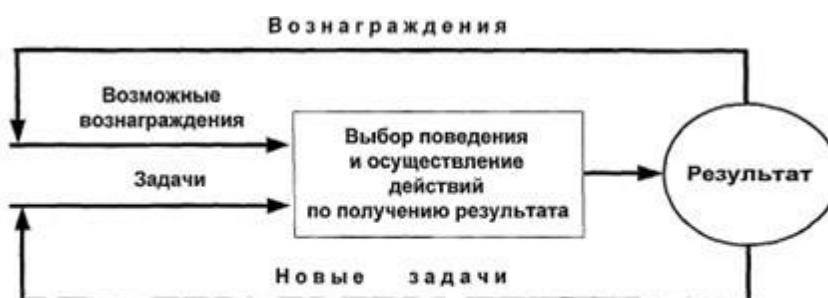 Вознаграждения
Возможные
вознаграждения
Задачи
Выбор поведения
и осуществление
действий
по получению результата
Результат
Новые задачи